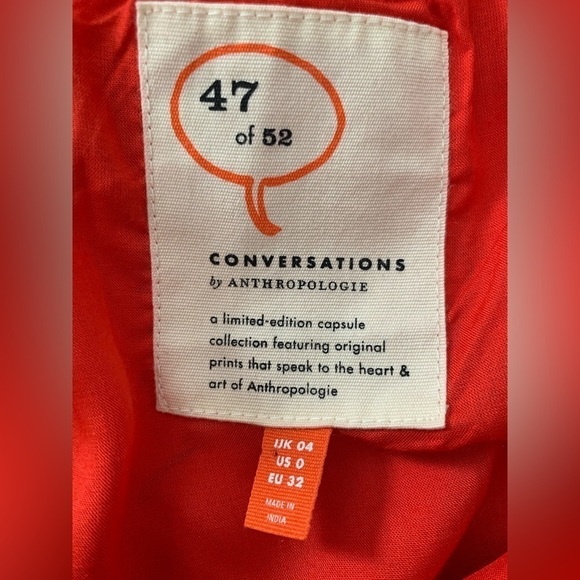 47
of 52
CONVERSATIONS
by ANTHROPOLOGIE
a limited-edition capsule
collection featuring original
prints that speak to the heart &
art of Anthropologie
UK 04
US 0
EU 32
MADE IN
INDIA